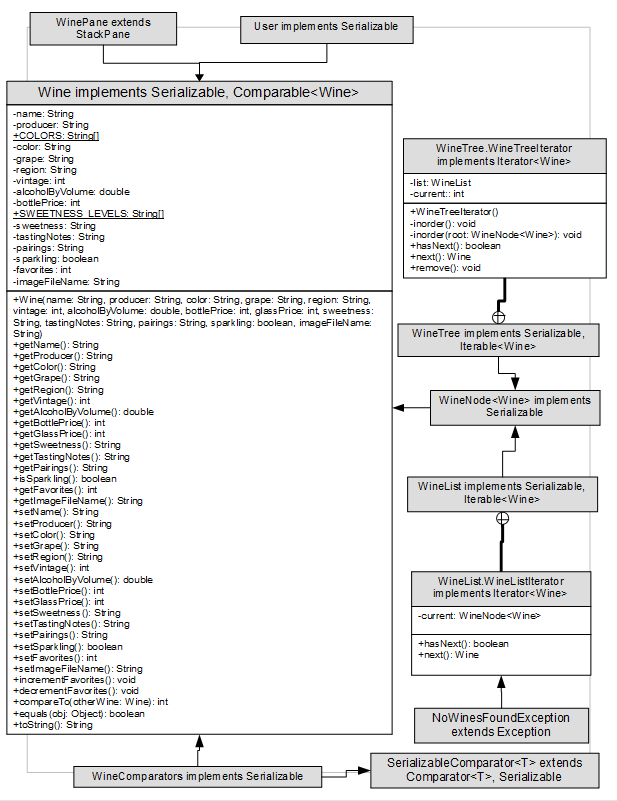 WinePane extends
StackPane
User implements Serializable
Wine implements Serializable, Comparable<Wine>
-name: String
-producer: String
+COLORS: String[]
-color: String
-grape: String
-region: String
-vintage: int
-alcoholByVolume: double
-bottlePrice: int
+SWEETNESS_LEVELS: String[]
-sweetness: String
-tastingNotes: String
-pairings: String
-sparkling: boolean
-favorites: int
-imageFileName: String
+Wine(name: String, producer: String, color: String, grape: String, region: String,
vintage: int, alcoholByVolume: double, bottlePrice: int, glassPrice: int, sweetness:
String, tastingNotes: String, pairings: String, sparkling: boolean, imageFileName:
String)
+getName(): String
+getProducer(): String
+getColor(): String
+getGrape(): String
+getRegion(): String
+getVintage(): int
+getAlcoholByVolume(): double
+getBottlePrice(): int
+getGlassPrice(): int
+getSweetness(): String
+getTastingNotes(): String
+getPairings(): String
+isSparkling(): boolean
+getFavorites(): int
+getImageFileName(): String
+setName(): String
+setProducer(): String
+setColor(): String
+setGrape(): String
+setRegion(): String
+setVintage(): int
+setAlcoholByVolume(): double
+setBottlePrice(): int
+setGlassPrice(): int
+setSweetness(): String
+setTastingNotes(): String
+setPairings(): String
+setSparkling(): boolean
+setFavorites(): int
+setImageFileName(): String
+incrementFavorites(): void
+decrementFavorites(): void
+compareTo(otherWine: Wine): int
+equals(obj: Object): boolean
+toString(): String
WineTree.WineTreeIterator
implements Iterator<Wine>
-list: WineList
-current:: int
+WineTreeIterator()
-inorder(): void
-inorder(root: WineNode<Wine>): void
+hasNext(): boolean
+next(): Wine
+remove(): void
WineTree implements Serializable,
Iterable<Wine>
WineNode<Wine> implements
Serializable
WineList implements Serializable,
Iterable<Wine>
WineList.WineListIterator
implements Iterator<Wine>
-current: WineNode<Wine>
+hasNext(): boolean
+next(): Wine
NoWinesFoundException
extends Exception
WineComparators implements Serializable
SerializableComparator<T> extends
Comparator<T>, Serializable